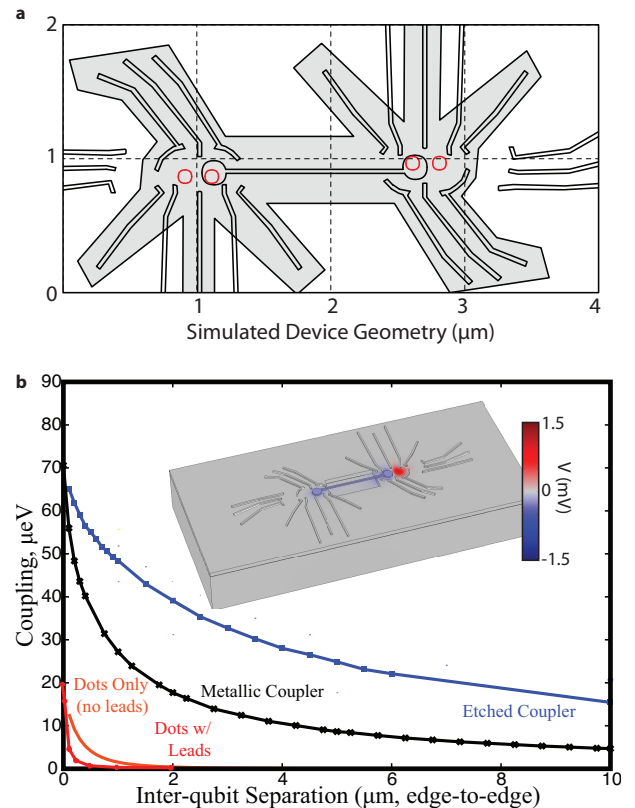 a
2
1
0
1
2
3
4
Simulated Device Geometry (μm)
b
90
80
70
60
50
40
30
20
10
0
Coupling, μeV
1.5
0
-1.5
V (mV)
Dots Only
(no leads)
Metallic Coupler
Dots w/
Leads
Etched Coupler
0
2
4
6
8
10
Inter-qubit Separation (μm, edge-to-edge)